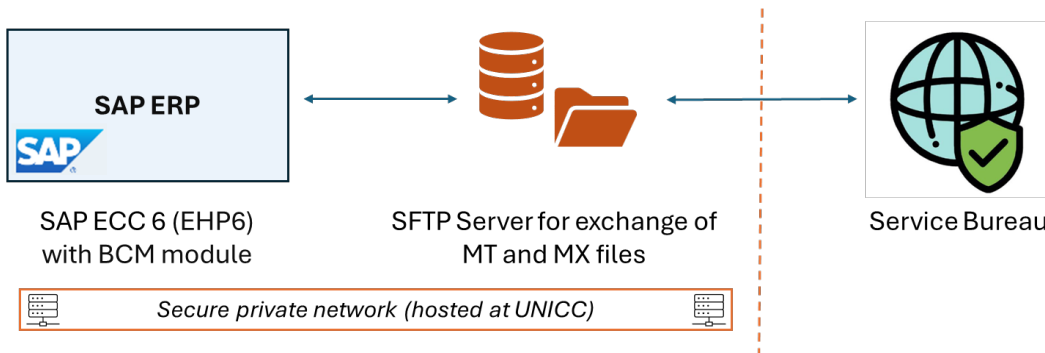 SAP ERP
SAP
SAP ECC 6 (EHP6)
with BCM module
SFTP Server for exchange of
MT and MX files
Service Bureau
Secure private network (hosted at UNICC)